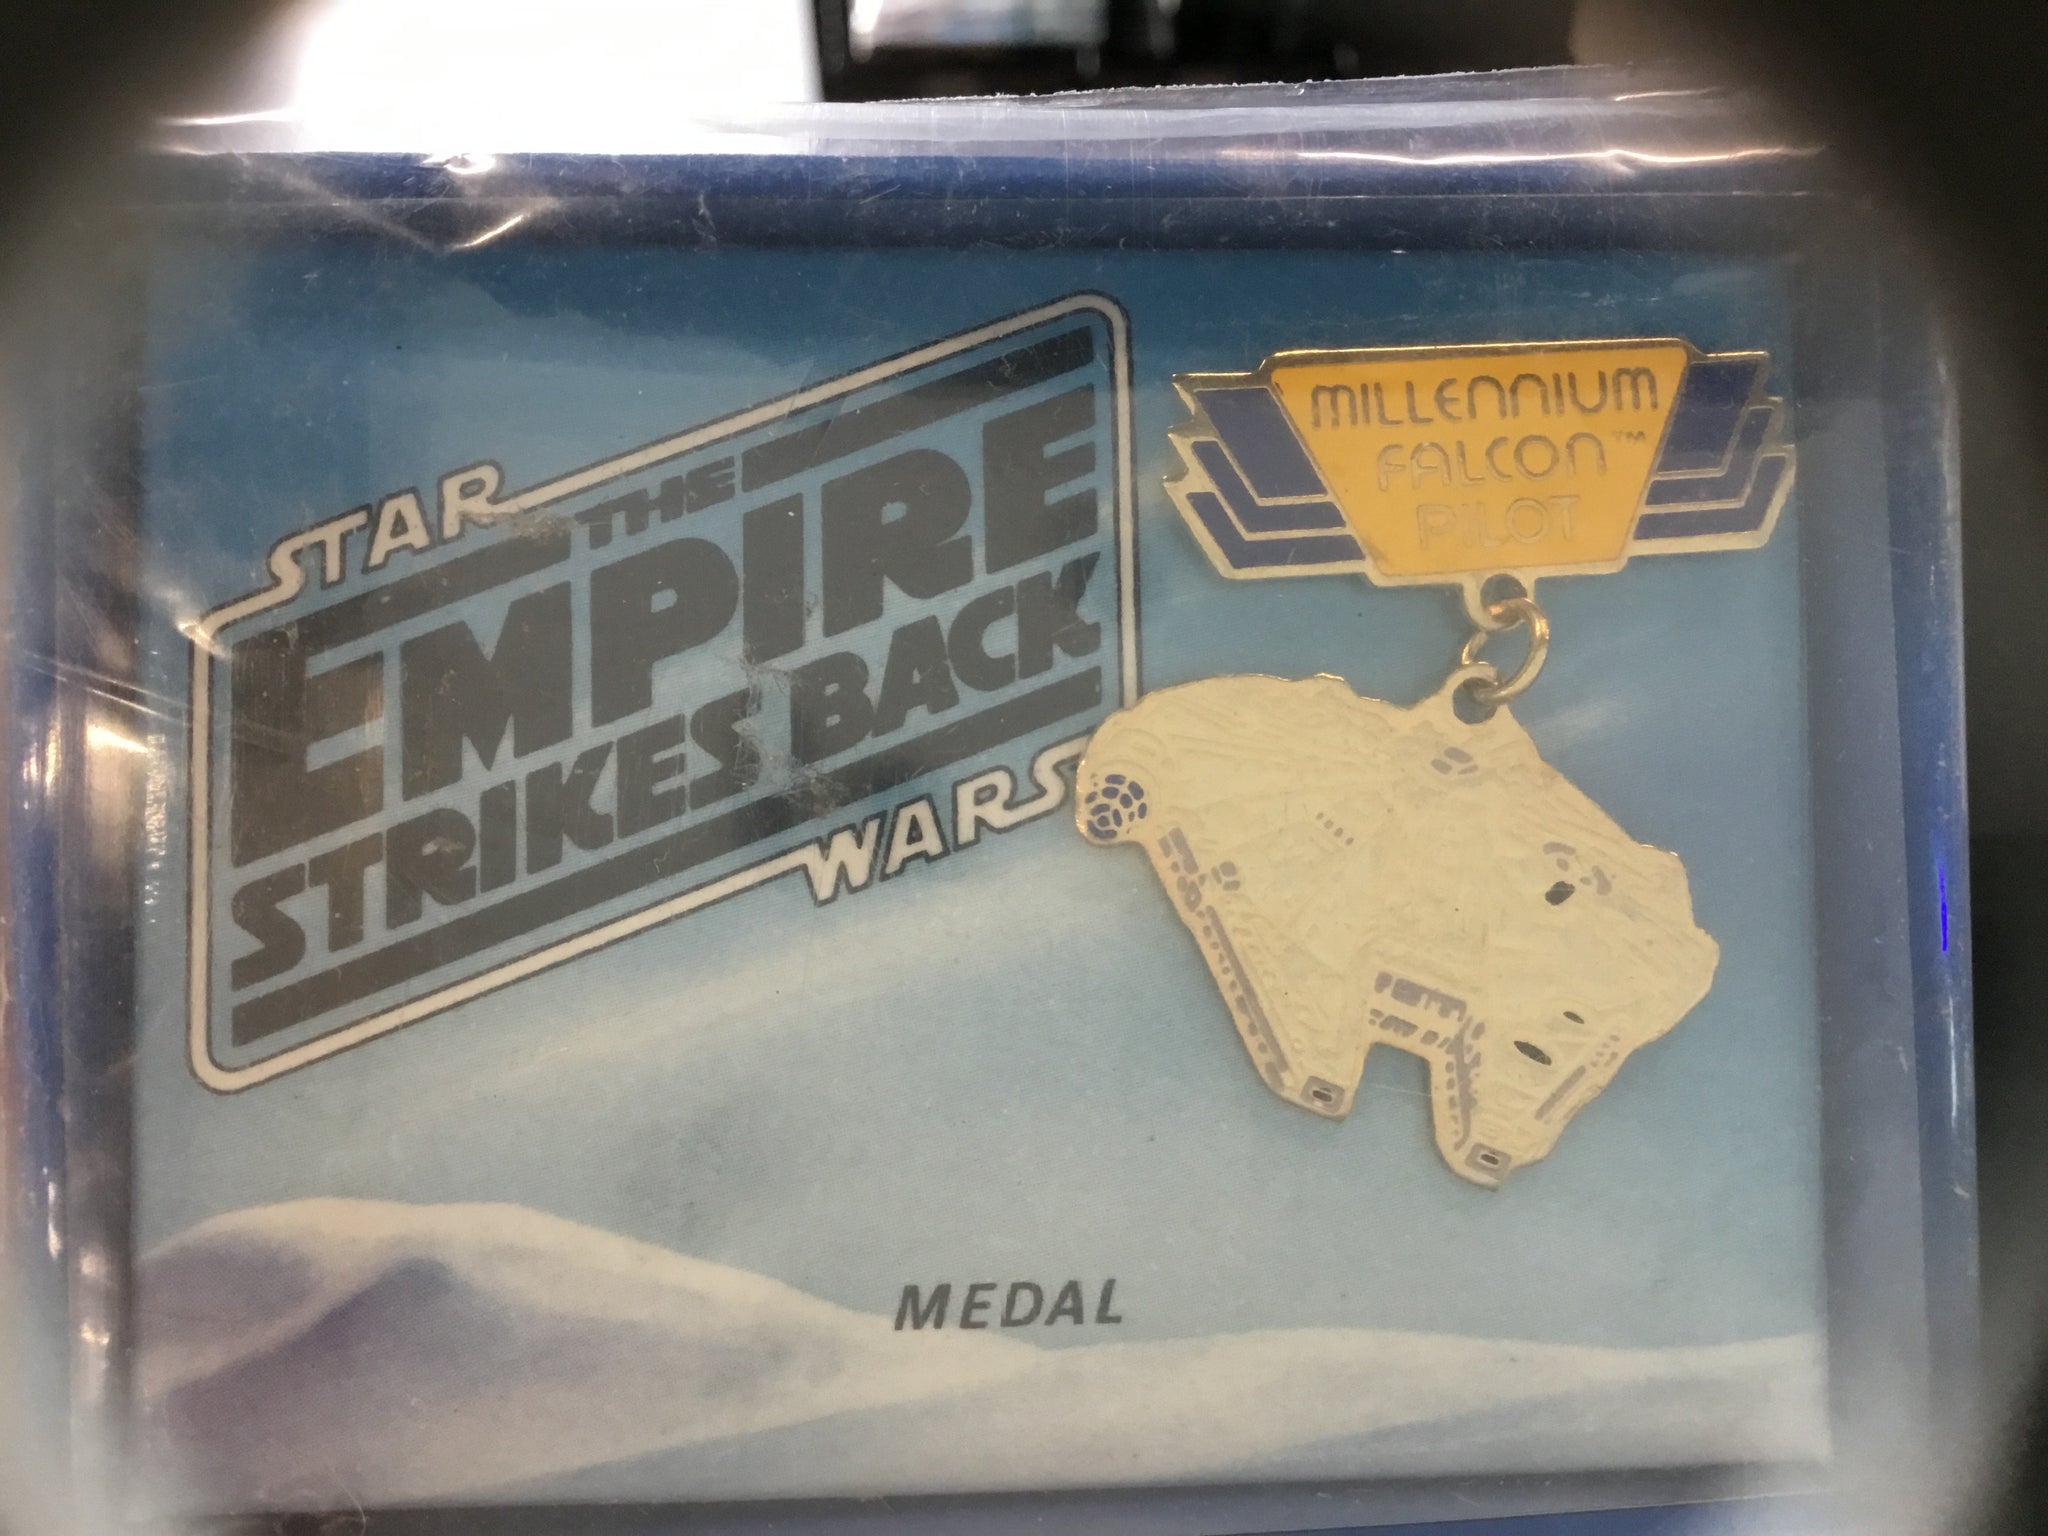 STAR
THE
EMPIRE
STRIKES BACK
WARS
MILLENNIUM
FALCON™
PILOT
MEDAL